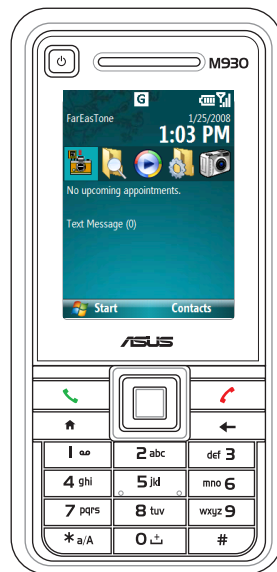 M930
G
FarEasTone
1/25/2008
1:03 PM
No upcoming appointments.
Text Message (0)
Start Contacts
ASUS
1 2 abc def 3
4 ghi 5 jkl mno 6
7 pqrs 8 tuv wxyz 9
* a/A 0 + #